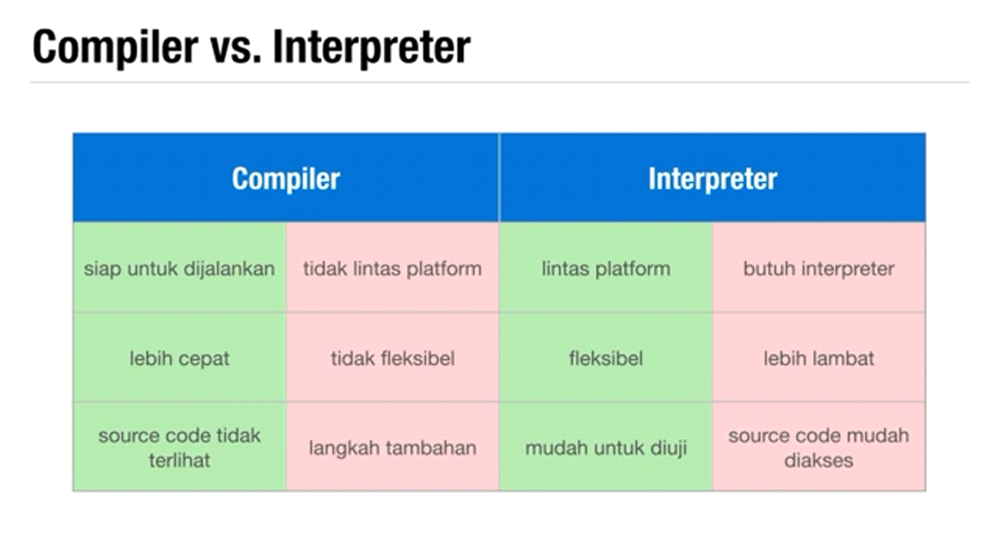 Compiler vs. Interpreter
Compiler
Interpreter
siap untuk dijalankan
tidak lintas platform
lintas platform
butuh interpreter
lebih cepat
tidak fleksibel
fleksibel
lebih lambat
source code tidak
terlihat
langkah tambahan
mudah untuk diuji
source code mudah
diakses